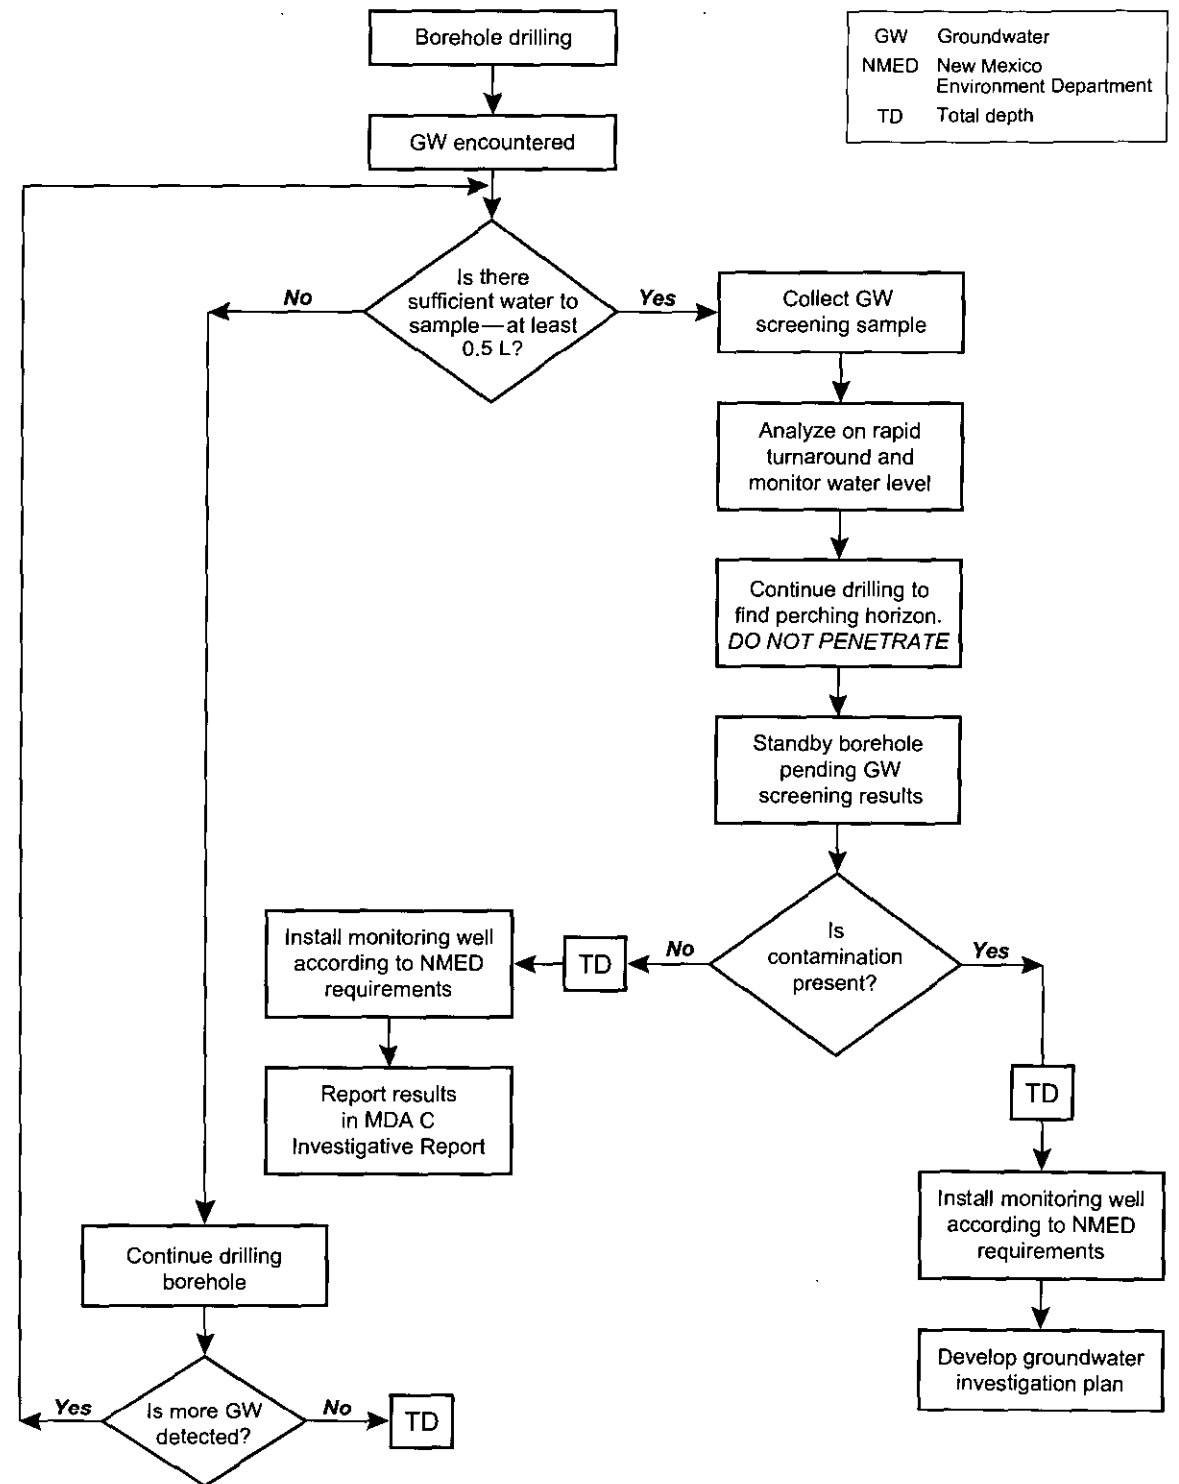 Borehole drilling
GW Groundwater
NMED New Mexico
Environment Department
TD Total depth
GW encountered
Is there
sufficient water to
sample—at least
0.5 L?
No
Yes
Collect GW
screening sample
Analyze on rapid
turnaround and
monitor water level
Continue drilling to
find perching horizon.
DO NOT PENETRATE
Standby borehole
pending GW
screening results
Is
contamination
present?
No
Yes
TD
Install monitoring well
according to NMED
requirements
Report results
in MDA C
Investigative Report
TD
Install monitoring well
according to NMED
requirements
Develop groundwater
investigation plan
Continue drilling
borehole
Is more GW
detected?
Yes
No
TD